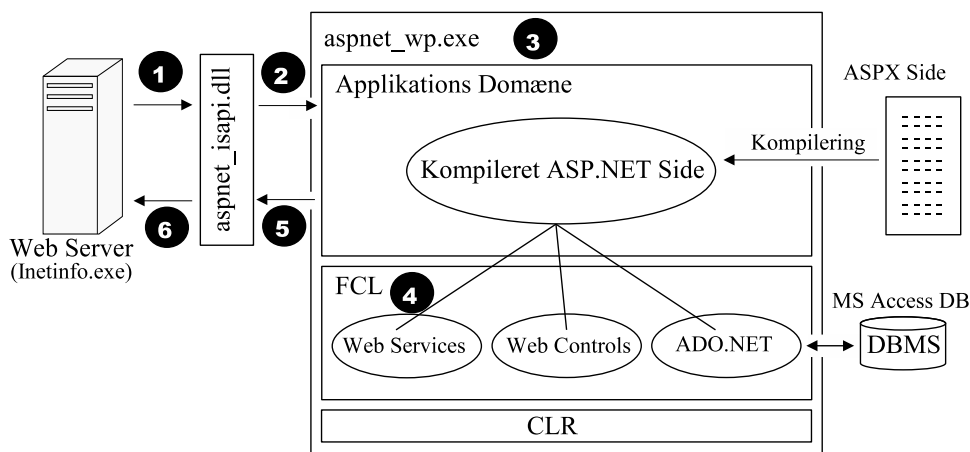 aspnet_wp.exe
3
1
2
aspnet_isapi.dll
Applikations Domæne
ASPX Side
Kompilering
Kompileret ASP.NET Side
6
5
Web Server
(Inetinfo.exe)
FCL
4
MS Access DB
Web Services
Web Controls
ADO.NET
DBMS
CLR